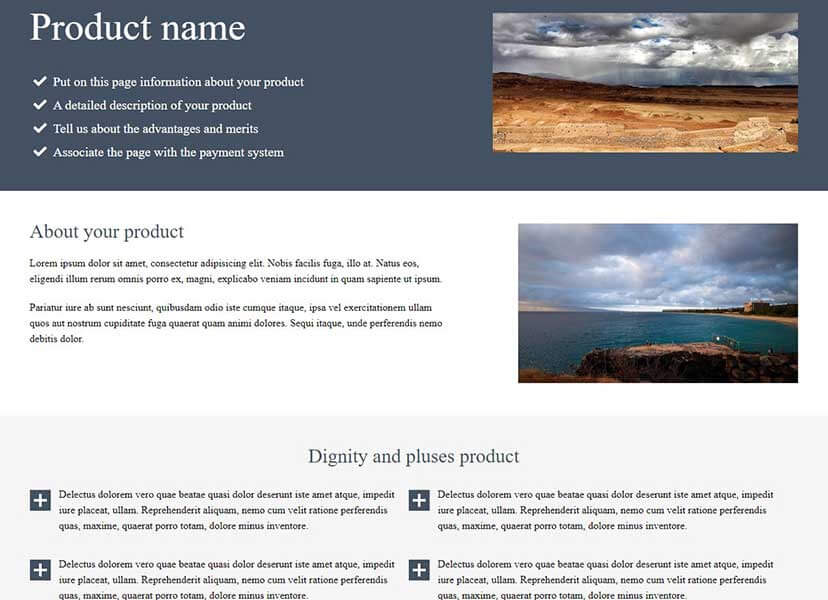 Product name
Put on this page information about your product
A detailed description of your product
Tell us about the advantages and merits
Associate the page with the payment system
About your product
Lorem ipsum dolor sit amet, consectetur adipisicing elit. Nobis facilis fuga, illo at. Natus eos,
eligendi illum rerum omnis porro ex, magni, explicabo veniam incidunt in quam sapiente ut ipsum.
Pariatur iure ab sunt nesciunt, quibusdam odio iste cumque itaque, ipsa vel exercitationem ullam
quos aut nostrum cupiditate fuga quaerat quam animi dolores. Sequi itaque, unde perferendis nemo
debitis dolor.
Dignity and pluses product
Delectus dolorem vero quae beatae quasi dolor deserunt iste amet atque, impedit
iure placeat, ullam. Reprehenderit aliquam, nemo cum velit ratione perferendis
quas, maxime, quaerat porro totam, dolore minus inventore.
Delectus dolorem vero quae beatae quasi dolor deserunt iste amet atque, impedit
iure placeat, ullam. Reprehenderit aliquam, nemo cum velit ratione perferendis
quas, maxime, quaerat porro totam, dolore minus inventore.
Delectus dolorem vero quae beatae quasi dolor deserunt iste amet atque, impedit
iure placeat, ullam. Reprehenderit aliquam, nemo cum velit ratione perferendis
quas, maxime, quaerat porro totam, dolore minus inventore.
Delectus dolorem vero quae beatae quasi dolor deserunt iste amet atque, impedit
iure placeat, ullam. Reprehenderit aliquam, nemo cum velit ratione perferendis
quas, maxime, quaerat porro totam, dolore minus inventore.